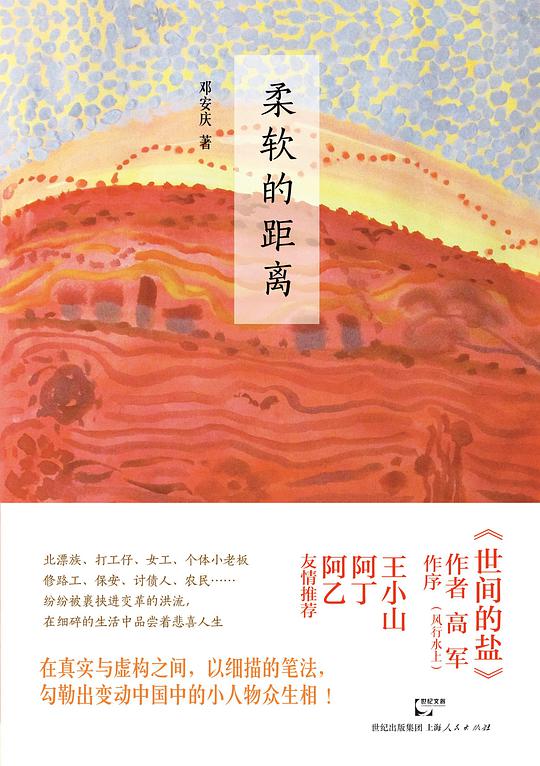 柔软的距离
邓安庆 著
《世间的盐》
作者 高军
作序（风行水上）
王小山
阿丁
阿乙
友情推荐
北漂族、打工仔、女工、个体小老板
修路工、保安、讨债人、农民……
纷纷被裹挟进变革的洪流，
在细碎的生活中品尝着悲喜人生
在真实与虚构之间，以细描的笔法，
勾勒出变动中国中的小人物众生相！
世纪文景
世纪出版集团 上海人民出版社